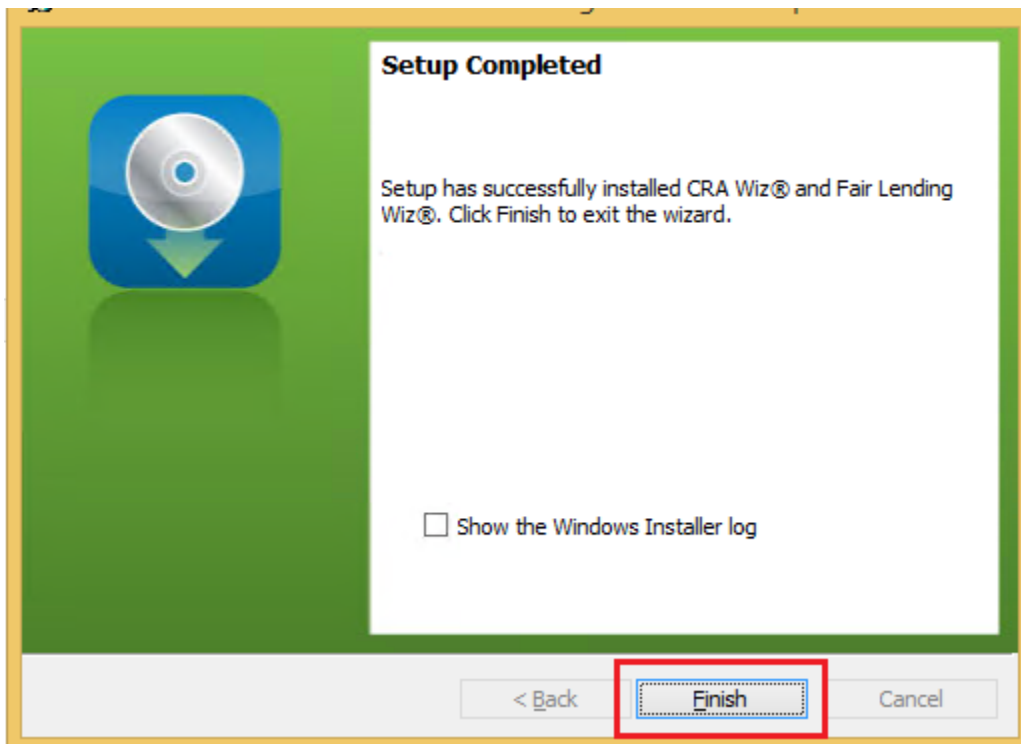 Setup Completed
Setup has successfully installed CRA Wiz® and Fair Lending
Wiz®. Click Finish to exit the wizard.
Show the Windows Installer log
< Back
Finish
Cancel